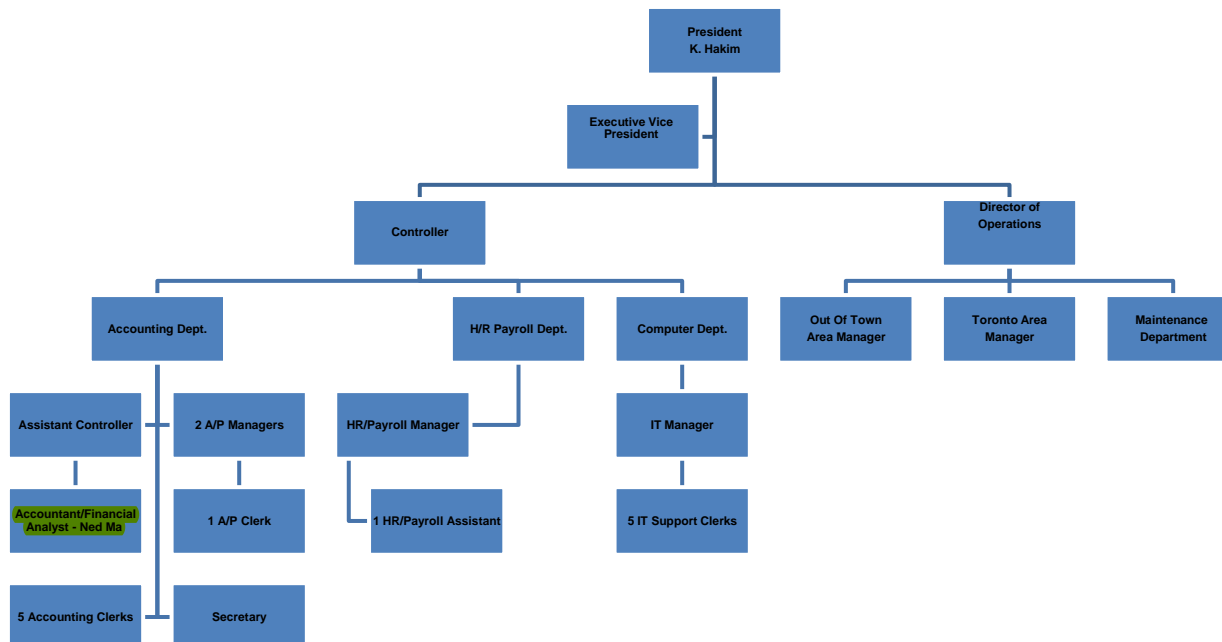 President
K. Hakim
Executive Vice
President
Controller
Director of
Operations
Accounting Dept.
H/R Payroll Dept.
Computer Dept.
Out Of Town
Area Manager
Toronto Area
Manager
Maintenance
Department
Assistant Controller
2 A/P Managers
HR/Payroll Manager
IT Manager
Accountant/Financial
Analyst - Ned Ma
1 A/P Clerk
1 HR/Payroll Assistant
5 IT Support Clerks
5 Accounting Clerks
Secretary